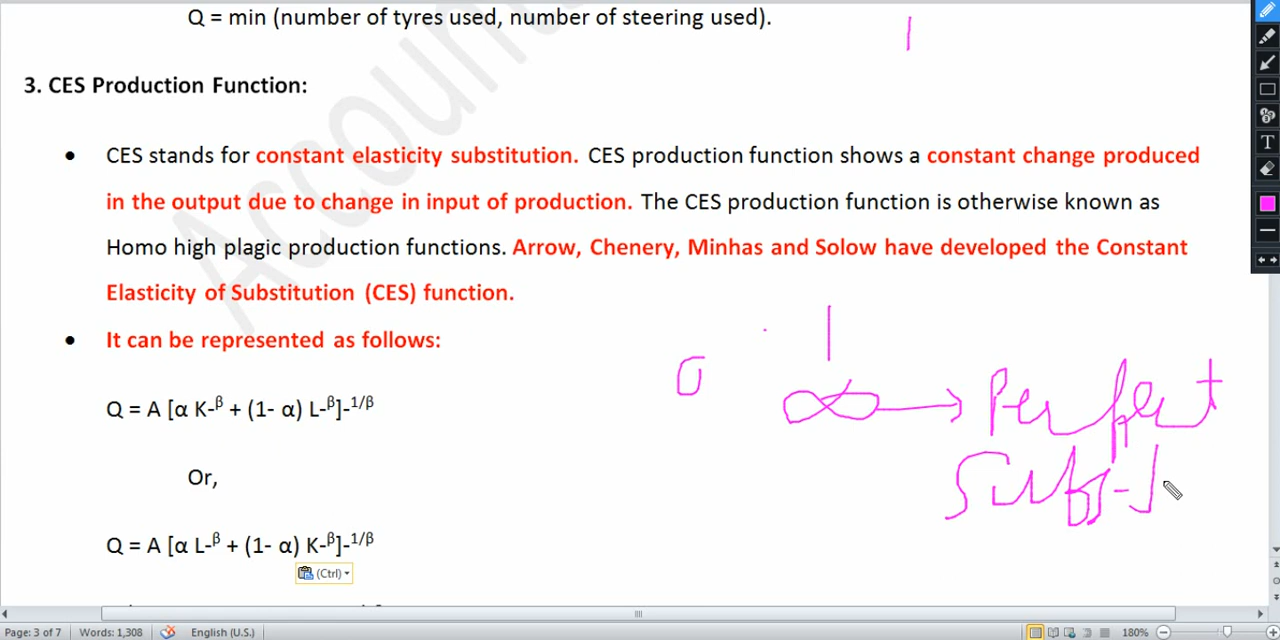 Q = min (number of tyres used, number of steering used).
1
3. CES Production Function:
• CES stands for constant elasticity substitution. CES production function shows a constant change produced
in the output due to change in input of production. The CES production function is otherwise known as
Homo high plagic production functions. Arrow, Chenery, Minhas and Solow have developed the Constant
Elasticity of Substitution (CES) function.
• It can be represented as follows:
Q = A [α K-ᵝ + (1- α) L-ᵝ]-¹/ᵝ
Or,
Q = A [α L-ᵝ + (1- α) K-ᵝ]-¹/ᵝ
(Ctrl)
0 1
∞ → Perfect
Subs-
Page: 3 of 7 Words: 1,308 English (U.S.) 180%